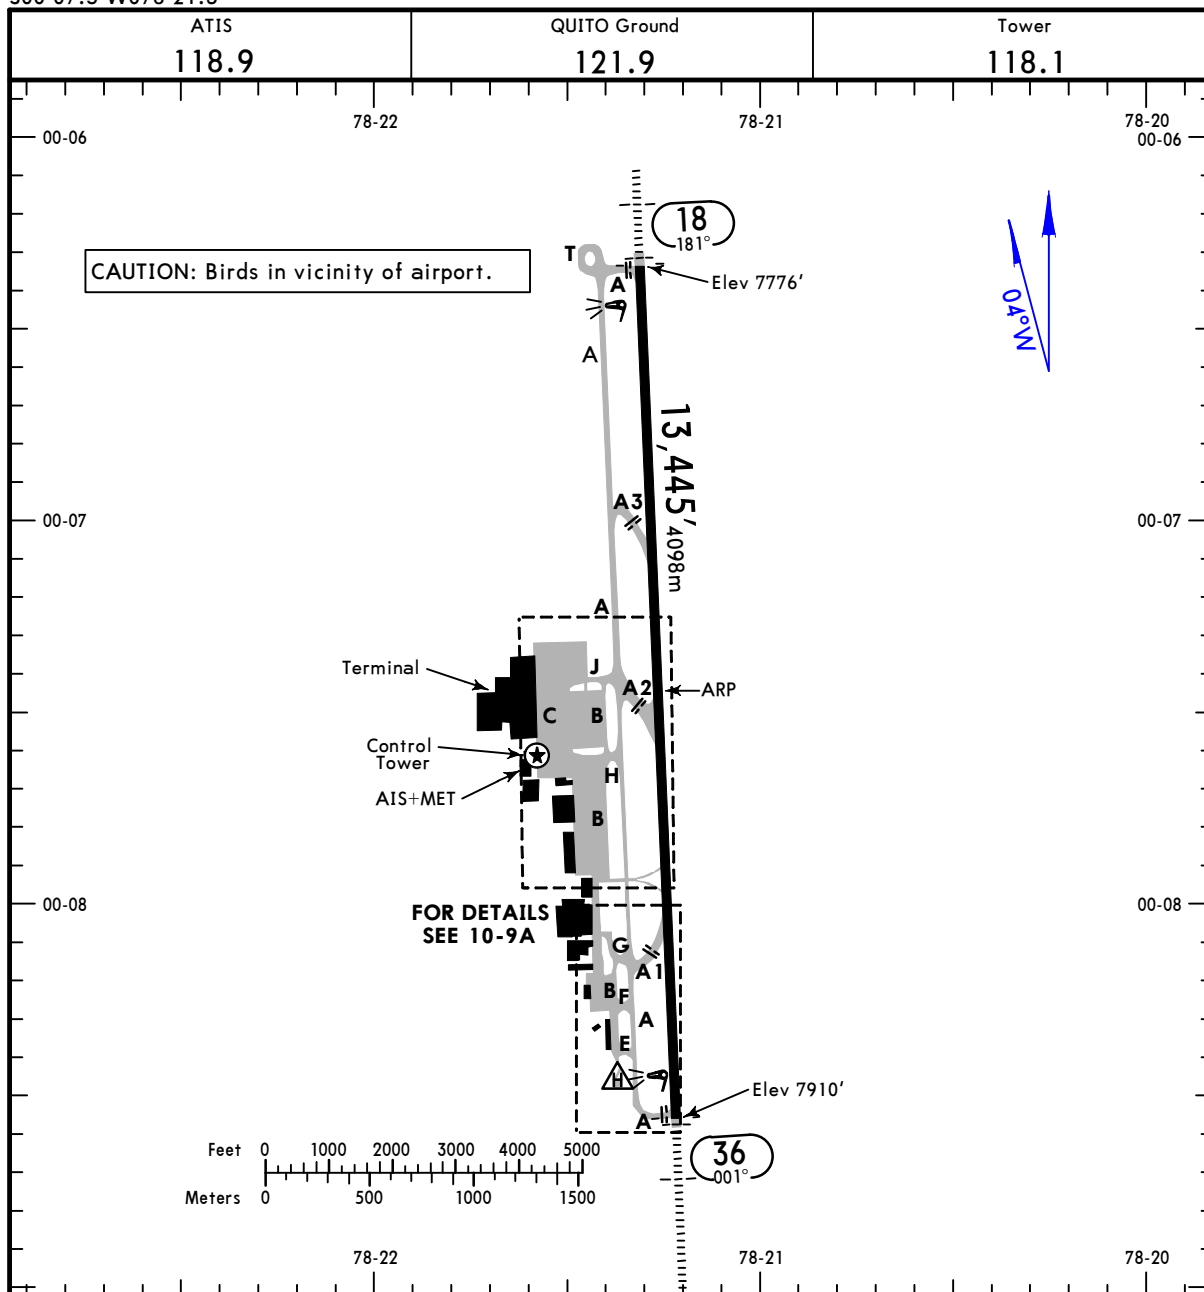 ATIS
118.9
QUITO Ground
121.9
Tower
118.1
78-22
78-21
78-20
00-06
00-06
18
181°
T
CAUTION: Birds in vicinity of airport.
A
Elev 7776'
04°W
A
13,445'
4098m
A3
00-07
00-07
A
Terminal
J
A2
ARP
C
B
Control
Tower
H
AIS+MET
B
00-08
00-08
FOR DETAILS
SEE 10-9A
G
A1
B
F
A
E
H
Elev 7910'
A
36
001°
Feet 0 1000 2000 3000 4000 5000
Meters 0 500 1000 1500
78-22
78-21
78-20